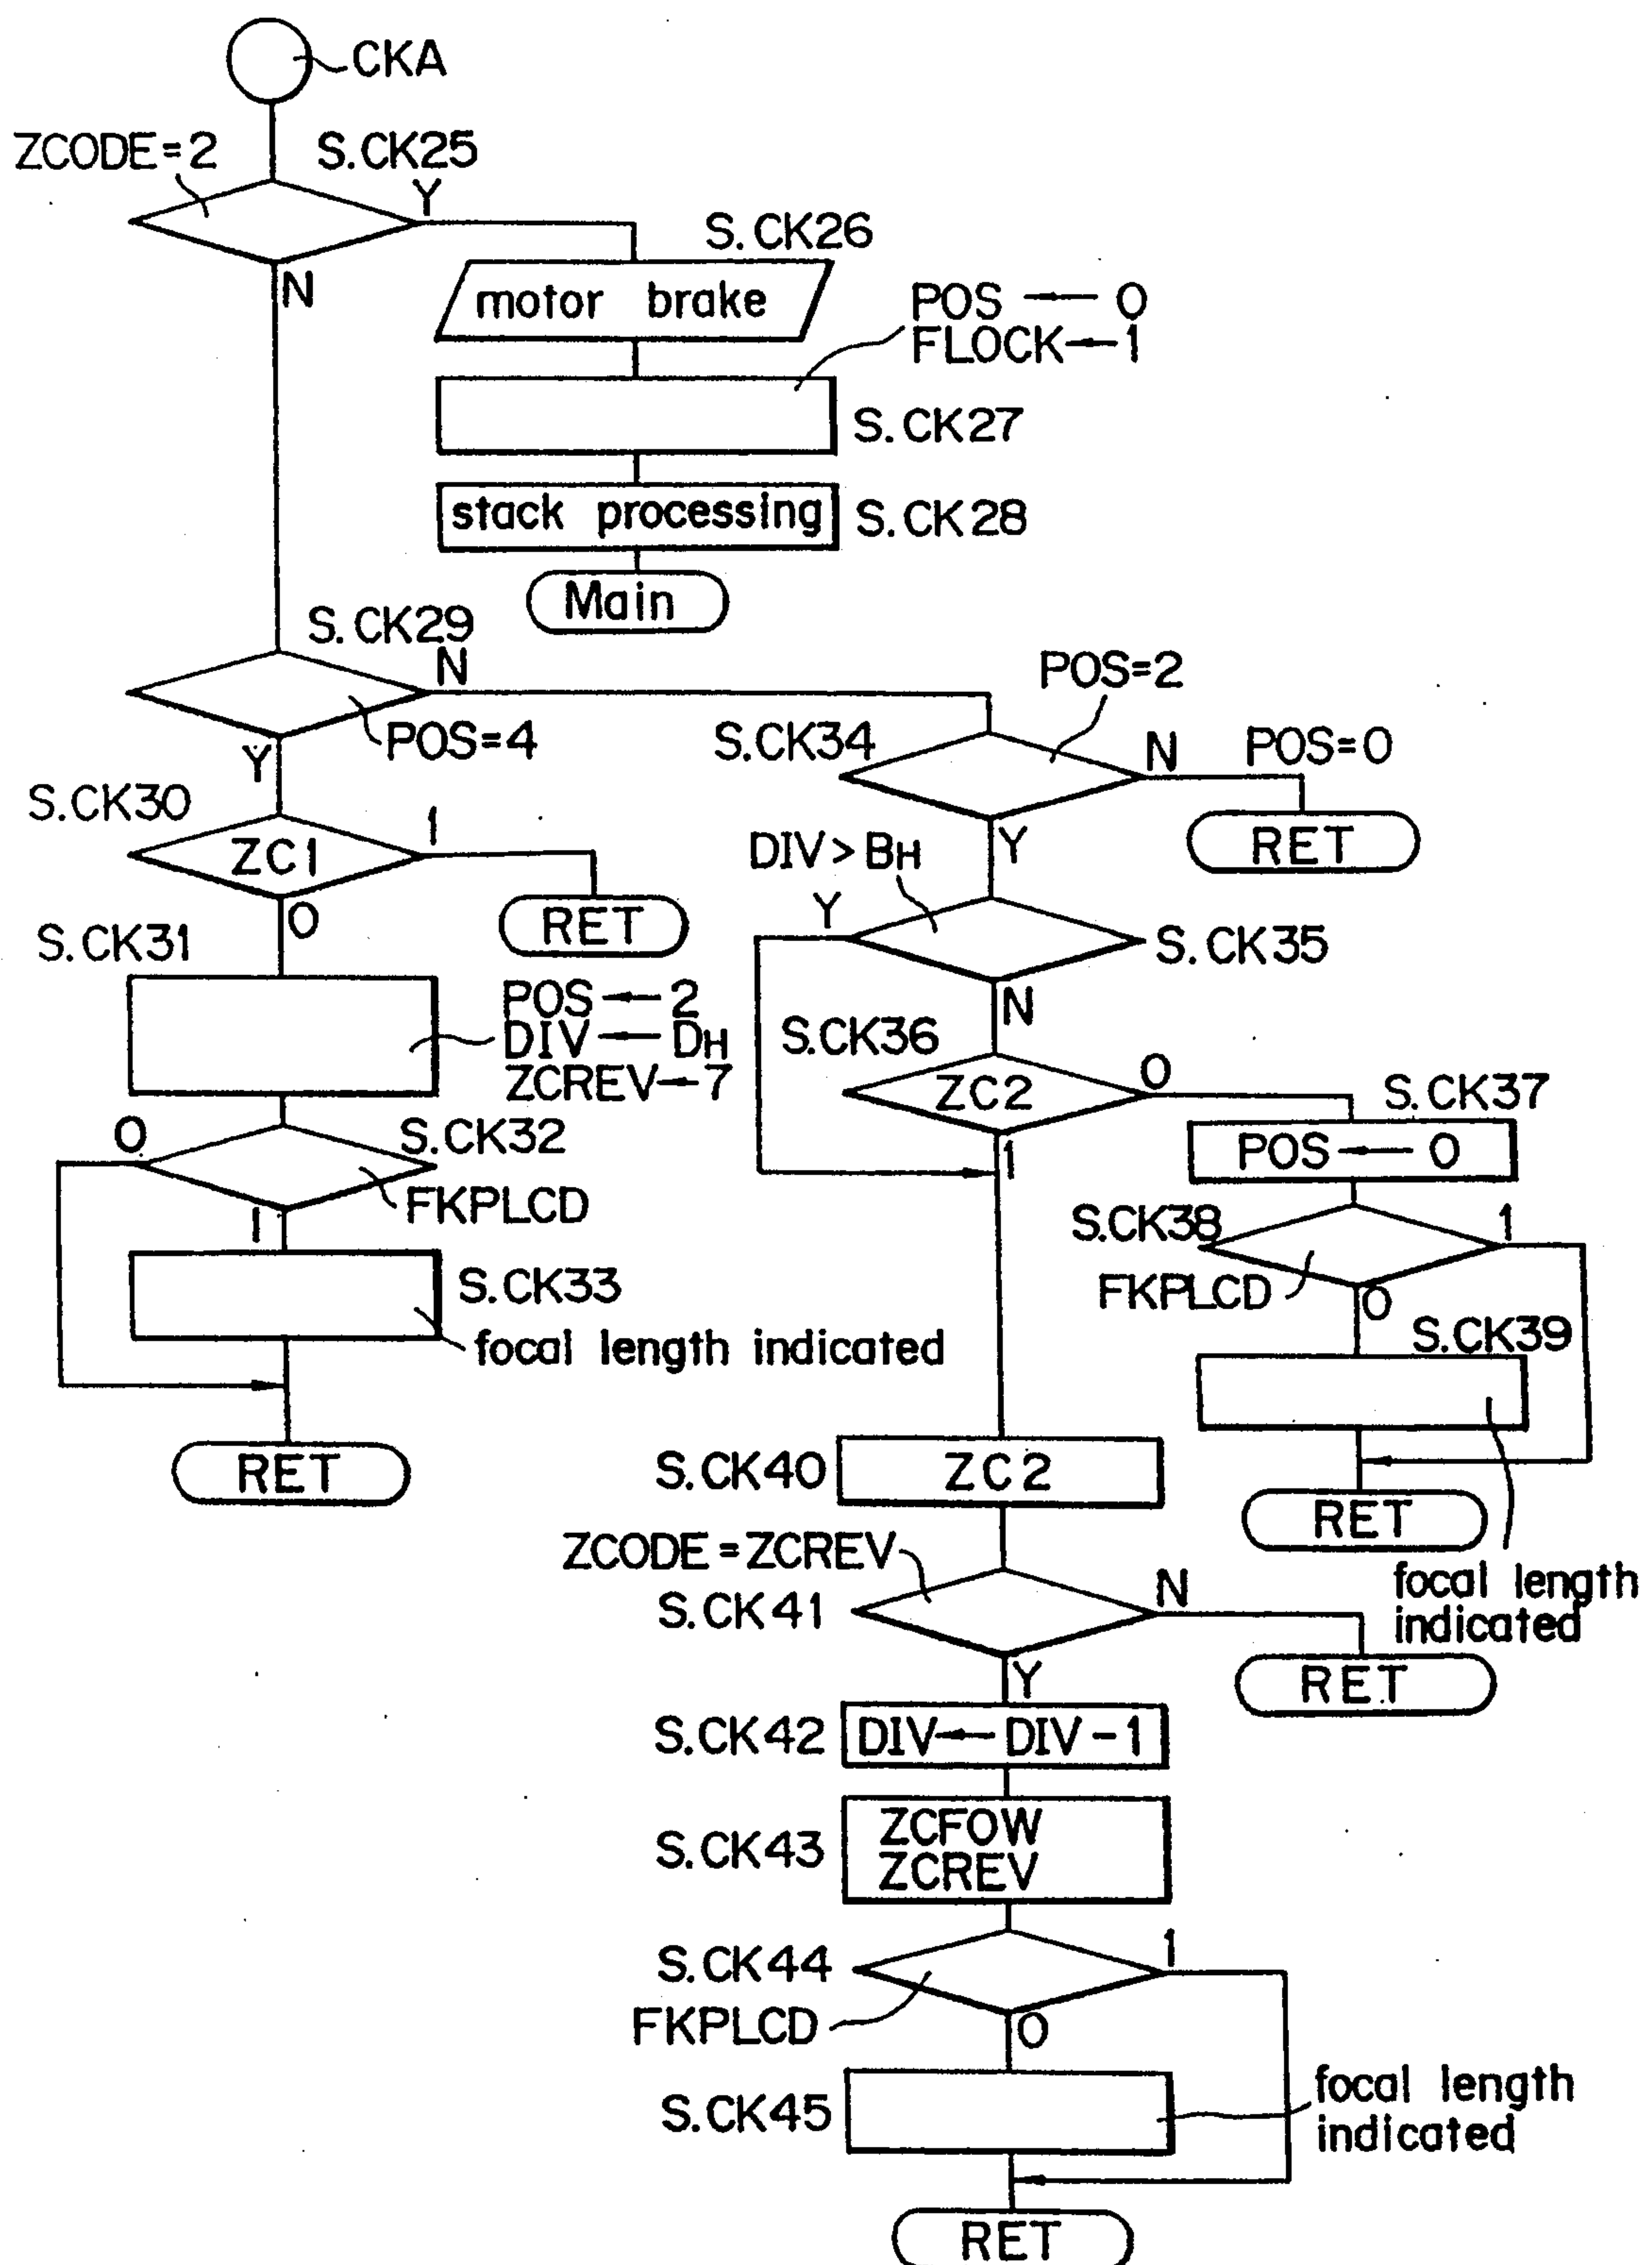 CKA
ZCODE=2
S.CK25
Y
N
S.CK26
motor brake
POS ← 0
FLOCK←1
S.CK27
stack processing
S.CK28
Main
S.CK29
N
POS=4
Y
S.CK30
ZC1
1
RET
0
S.CK31
POS ← 2
DIV ← DH
ZCREV←7
S.CK32
0
FKPLCD
1
S.CK33
focal length indicated
RET
POS=2
S.CK34
N
POS=0
RET
Y
DIV > BH
Y
S.CK35
N
S.CK36
ZC2
0
1
S.CK37
POS ← 0
S.CK38
1
FKPLCD
0
S.CK39
RET
focal length
indicated
S.CK40
ZC2
ZCODE = ZCREV
S.CK41
N
RET
Y
S.CK42
DIV ← DIV - 1
S.CK43
ZCFOW
ZCREV
S.CK44
1
FKPLCD
0
S.CK45
focal length
indicated
RET